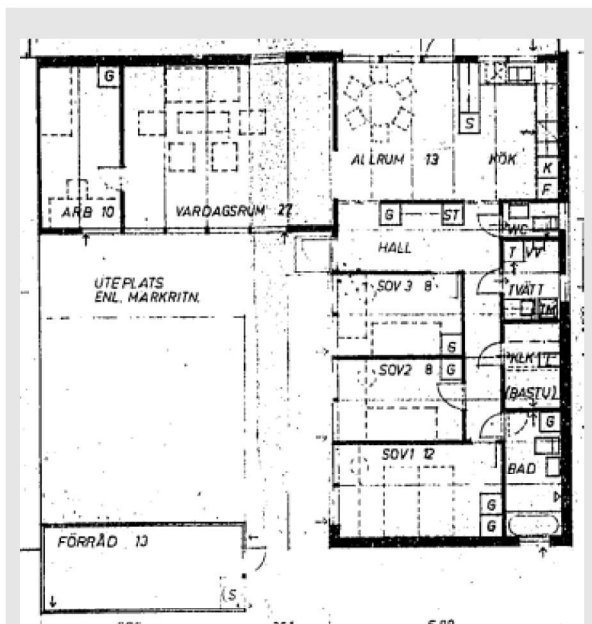 G
S
ALLRUM 13 KÖK
K
F
ARB 10 VARDAGSRUM 27
G ST WC
HALL
T VV
UTEPLATS
ENL. MARKRITN.
SOV 3 8 TVÄTT
TM
G
SOV2 8 G KLK
(BASTU)
G
SOV1 12 BAD
G
G
FÖRRÅD 13
S